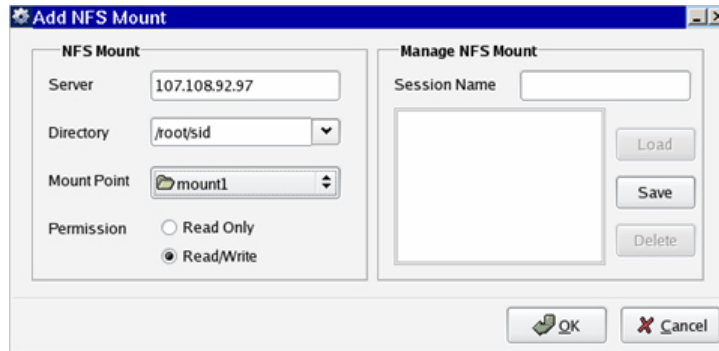 Add NFS Mount
NFS Mount
Server 107.108.92.97
Directory /root/sid
Mount Point mount1
Permission Read Only
Read/Write
Manage NFS Mount
Session Name
Load
Save
Delete
OK
Cancel